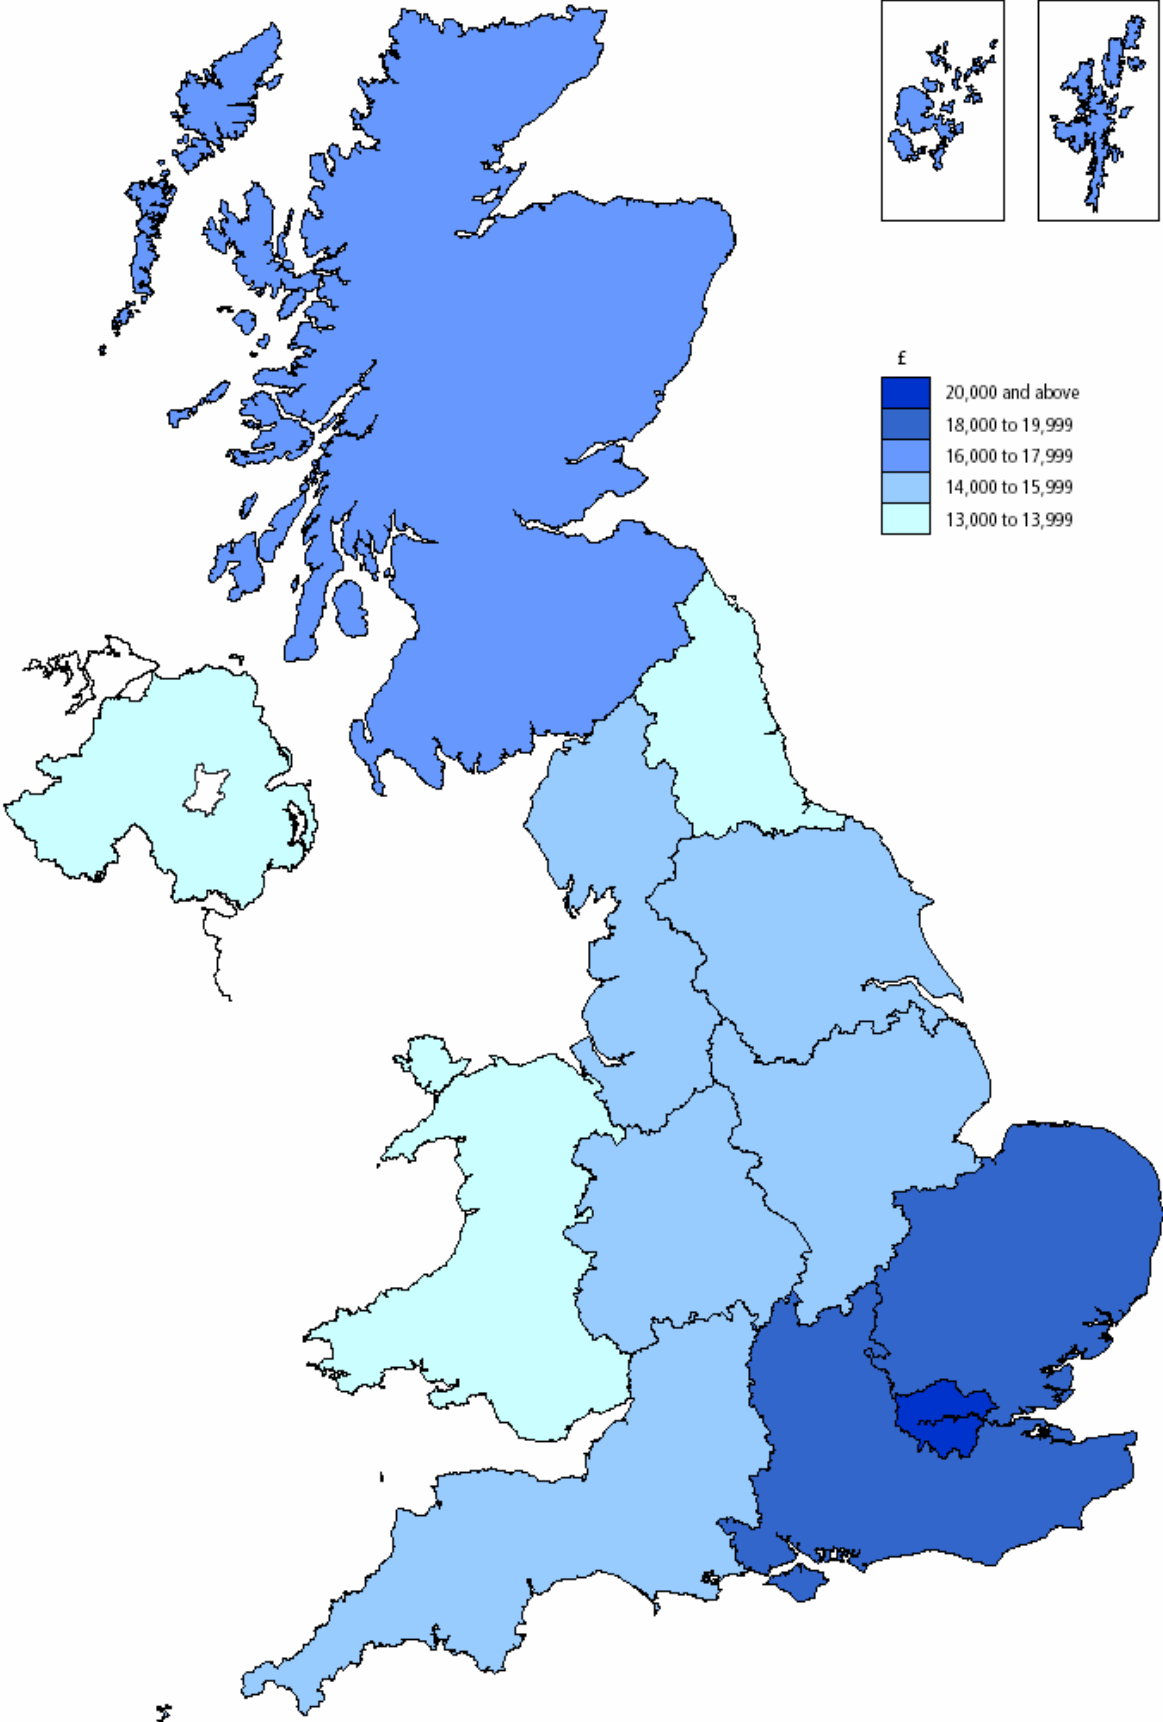 £
20,000 and above
18,000 to 19,999
16,000 to 17,999
14,000 to 15,999
13,000 to 13,999